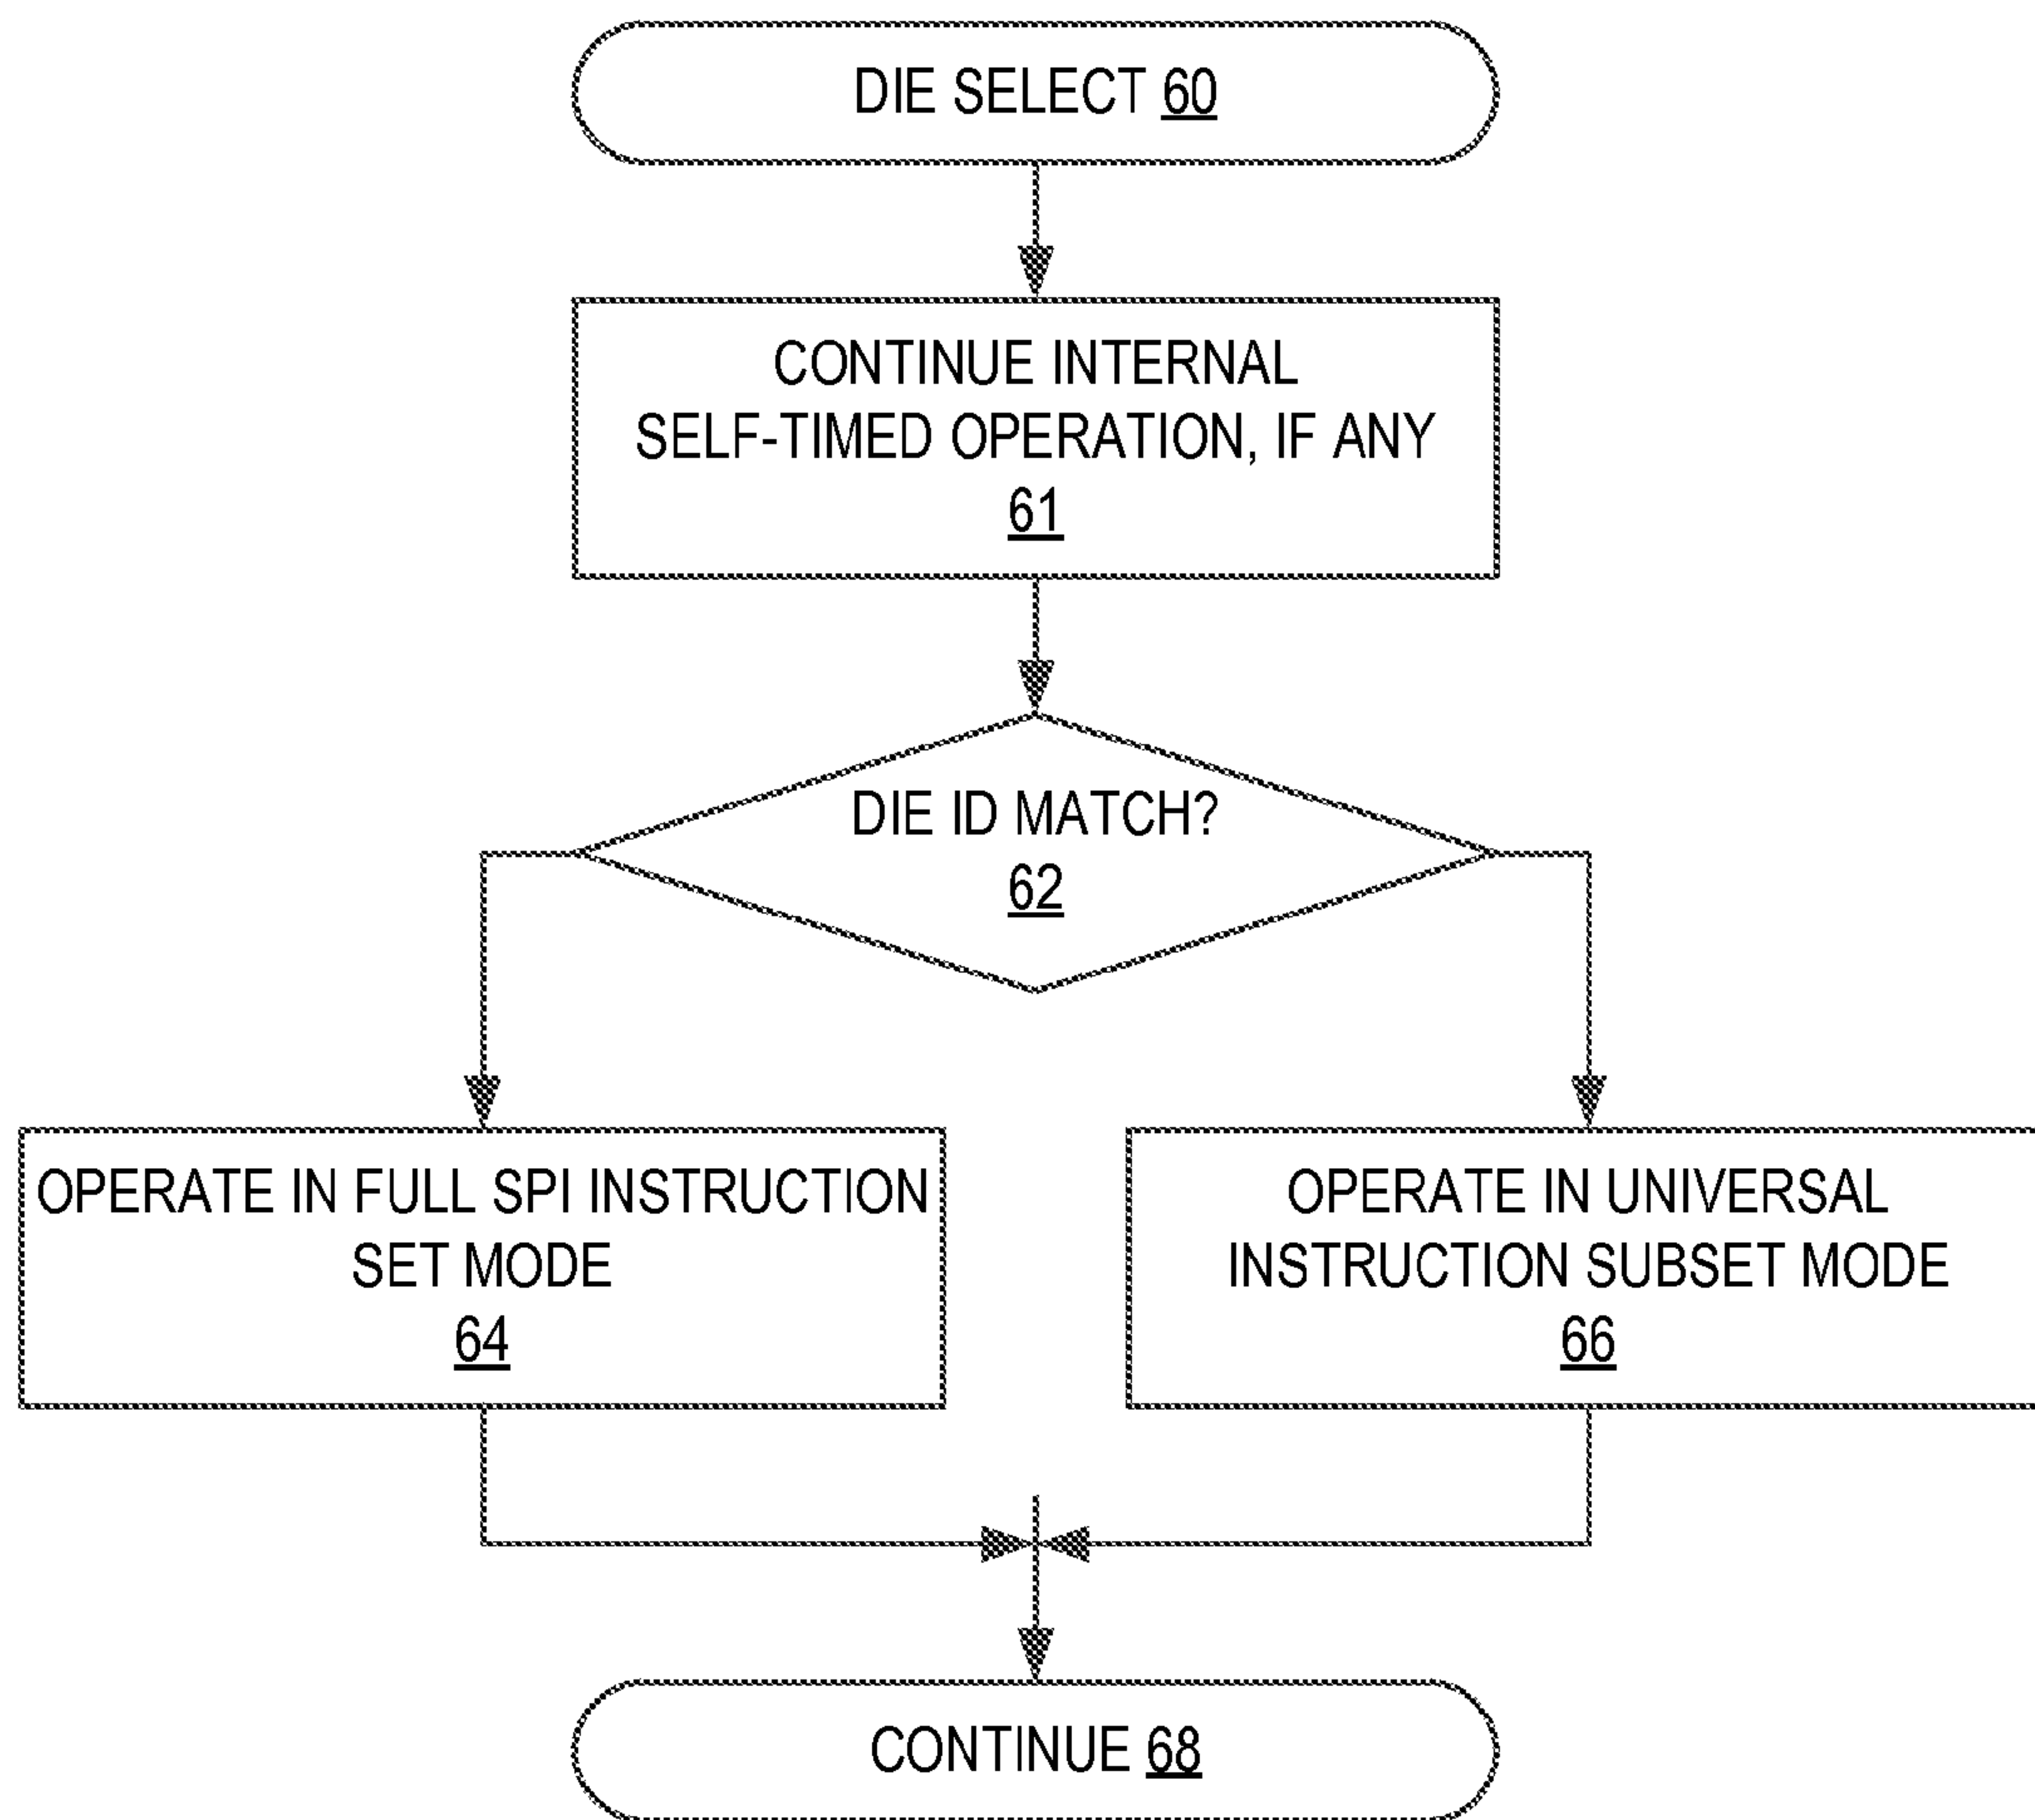 DIE SELECT 60
CONTINUE INTERNAL
SELF-TIMED OPERATION, IF ANY
61
DIE ID MATCH?
62
OPERATE IN FULL SPI INSTRUCTION
SET MODE
64
OPERATE IN UNIVERSAL
INSTRUCTION SUBSET MODE
66
CONTINUE 68